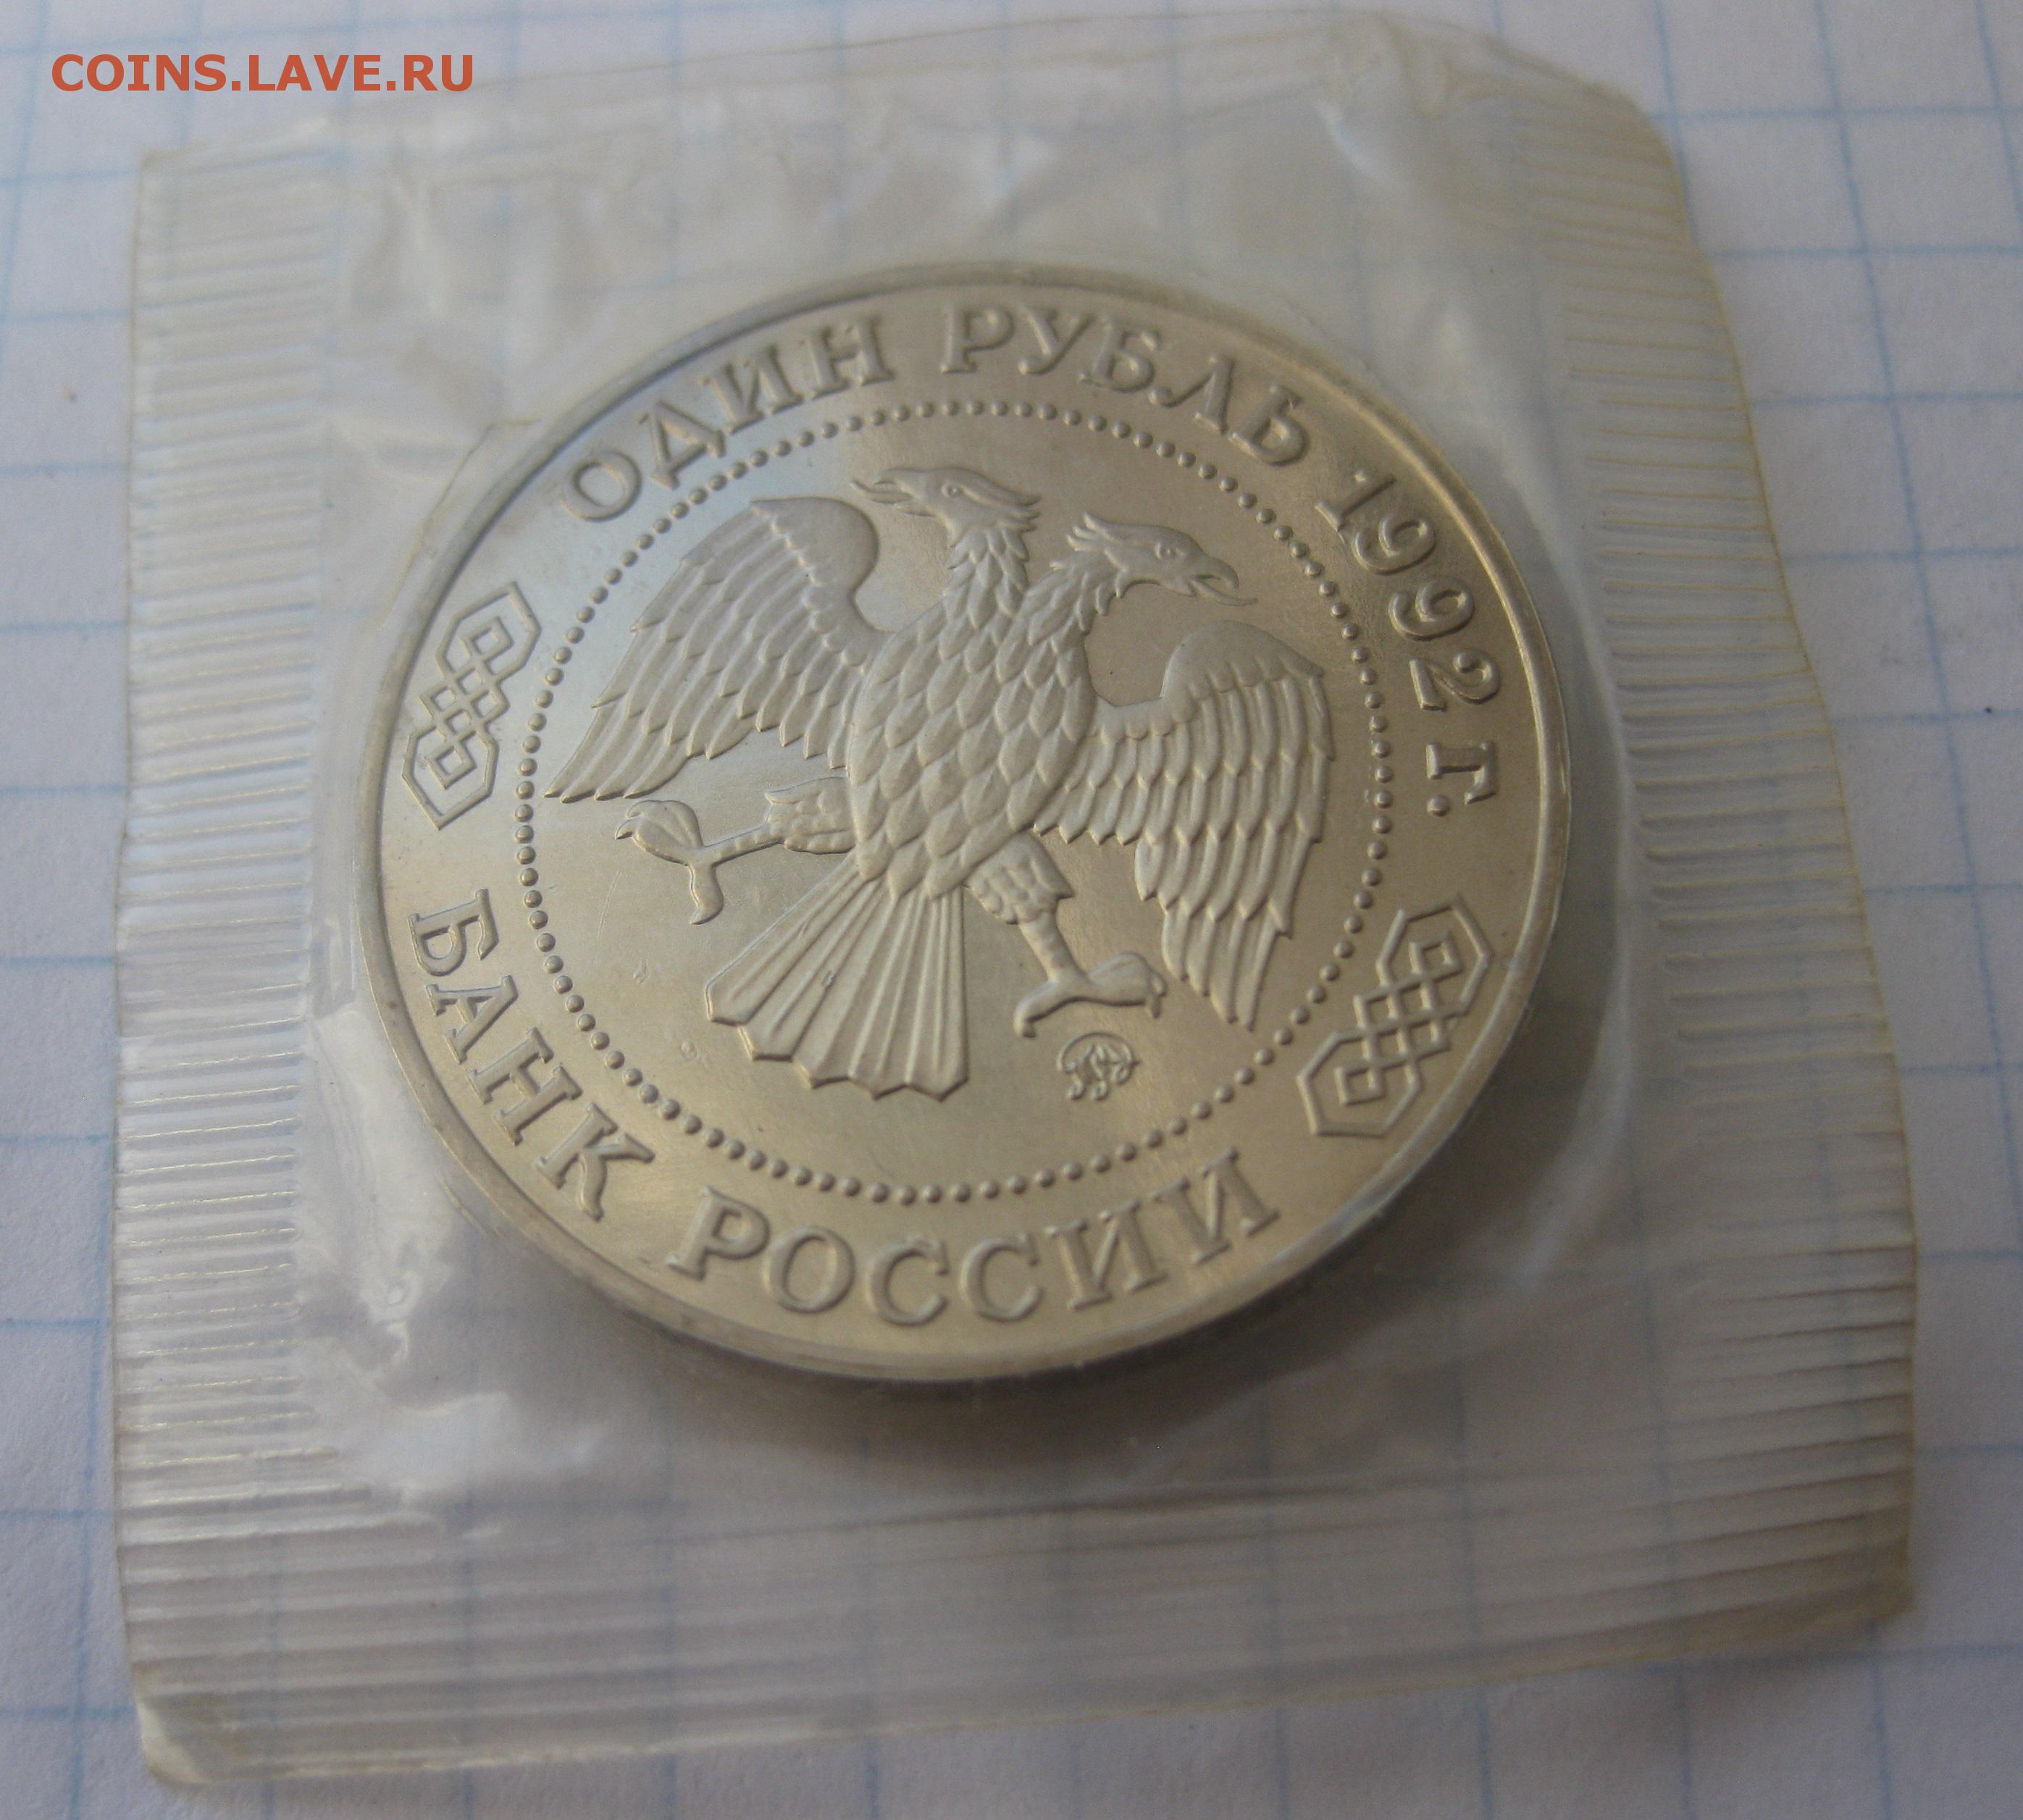 COINS.LAVE.RU
ОДИН РУБЛЬ 1992 г.
БАНК РОССИИ